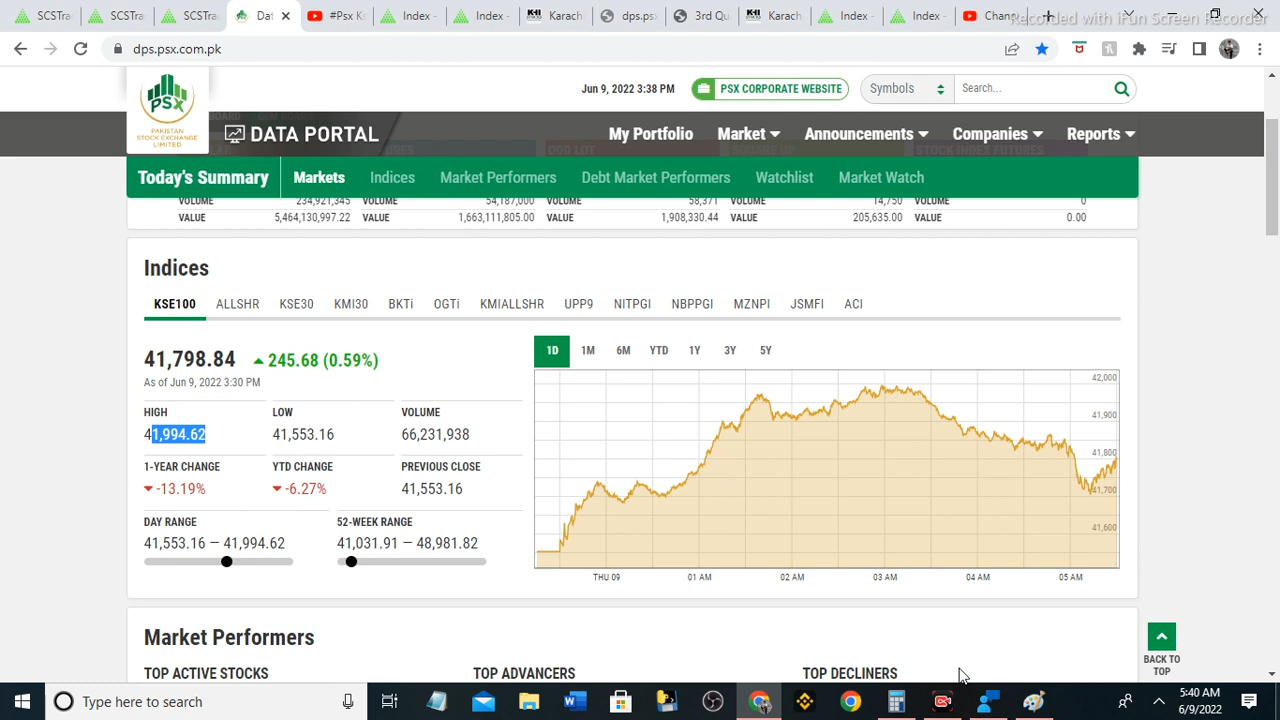 SCSTra
SCSTra
SCSTra
Da
#Psx K
Index -
Index -
Karac
dps.ps
3rd Qu
Karach
Index -
Index -
Chan
Recorded with iFun Screen Recorder
dps.psx.com.pk
PSX
PAKISTAN
STOCK EXCHANGE
LIMITED
Jun 9, 2022 3:38 PM
PSX CORPORATE WEBSITE
Symbols
Search...
DATA PORTAL
My Portfolio
Market
Announcements
Companies
Reports
ODD LOT
SQUARE UP
STOCK INDEX FUTURES
Today's Summary
Markets
Indices
Market Performers
Debt Market Performers
Watchlist
Market Watch
VOLUME 234,921,345 VOLUME 54,187,000 VOLUME 58,371 VOLUME 14,750 VOLUME 0
VALUE 5,464,130,997.22 VALUE 1,663,111,805.00 VALUE 1,908,330.44 VALUE 205,635.00 VALUE 0.00
Indices
KSE100 ALLSHR KSE30 KMI30 BKTi OGTi KMIALLSHR UPP9 NITPGI NBPPGI MZNPI JSMFI ACI
41,798.84 245.68 (0.59%)
As of Jun 9, 2022 3:30 PM
HIGH LOW VOLUME
41,994.62 41,553.16 66,231,938
1-YEAR CHANGE YTD CHANGE PREVIOUS CLOSE
-13.19% -6.27% 41,553.16
DAY RANGE 52-WEEK RANGE
41,553.16 — 41,994.62 41,031.91 — 48,981.82
1D 1M 6M YTD 1Y 3Y 5Y
42,000
41,900
41,800
41,700
41,600
THU 09 01 AM 02 AM 03 AM 04 AM 05 AM
Market Performers
TOP ACTIVE STOCKS TOP ADVANCERS TOP DECLINERS
BACK TO
TOP
Type here to search
5:40 AM
6/9/2022